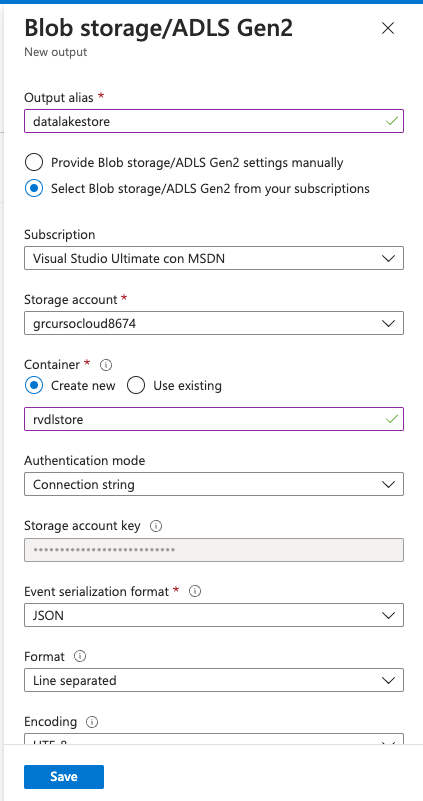 Blob storage/ADLS Gen2
New output
Output alias *
datalakestore
Provide Blob storage/ADLS Gen2 settings manually
Select Blob storage/ADLS Gen2 from your subscriptions
Subscription
Visual Studio Ultimate con MSDN
Storage account *
grcursocloud8674
Container *
Create new Use existing
rvdlstore
Authentication mode
Connection string
Storage account key
••••••••••••••••••••••••••••
Event serialization format *
JSON
Format
Line separated
Encoding
UTF-8
Save